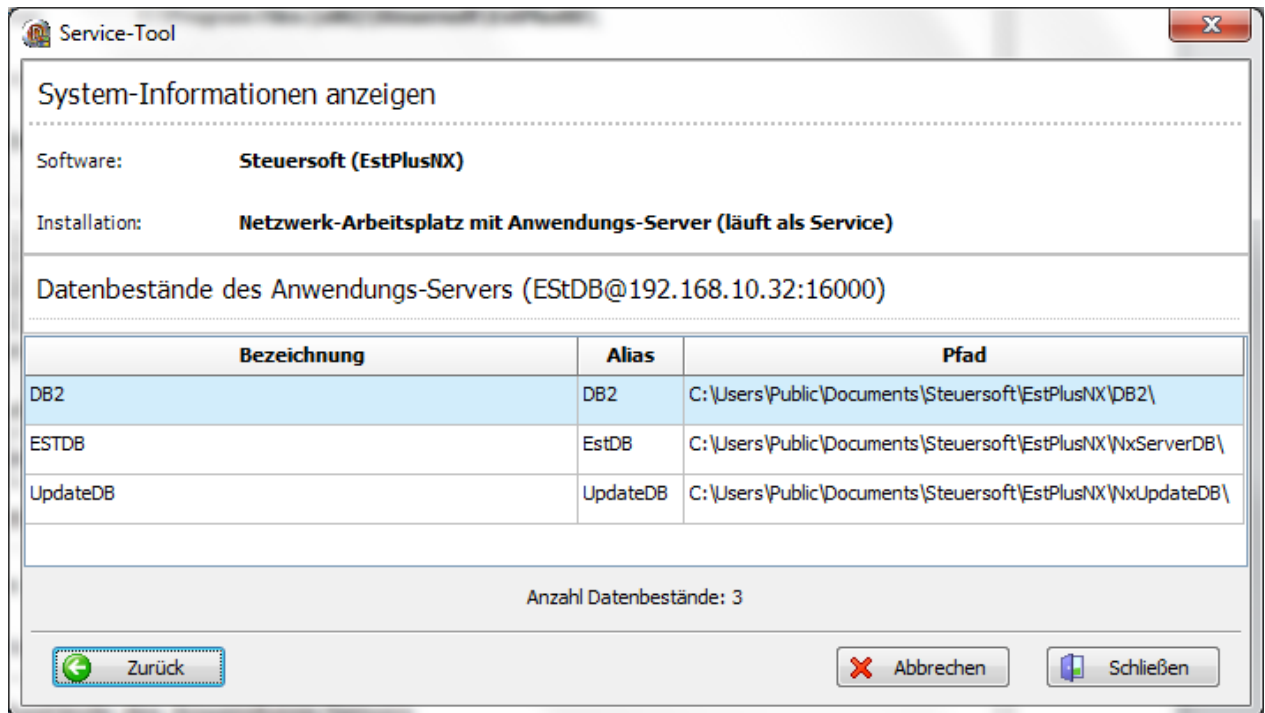 Service-Tool
System-Informationen anzeigen
Software: Steuersoft (EstPlusNX)
Installation: Netzwerk-Arbeitsplatz mit Anwendungs-Server (läuft als Service)
Datenbestände des Anwendungs-Servers (EStDB@192.168.10.32:16000)
Bezeichnung Alias Pfad
DB2 DB2 C:\Users\Public\Documents\Steuersoft\EstPlusNX\DB2\
ESTDB EstDB C:\Users\Public\Documents\Steuersoft\EstPlusNX\NxServerDB\
UpdateDB UpdateDB C:\Users\Public\Documents\Steuersoft\EstPlusNX\NxUpdateDB\
Anzahl Datenbestände: 3
Zurück Abbrechen Schließen